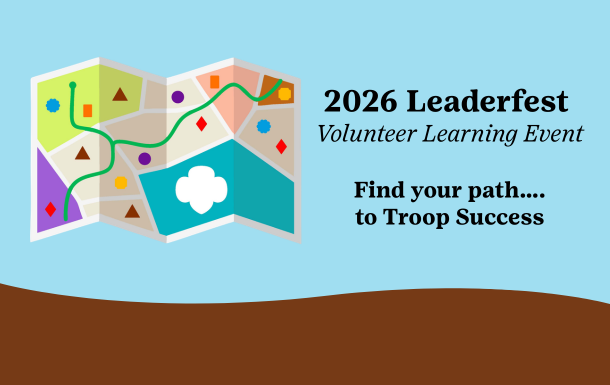 2026 Leaderfest
Volunteer Learning Event
Find your path....
to Troop Success